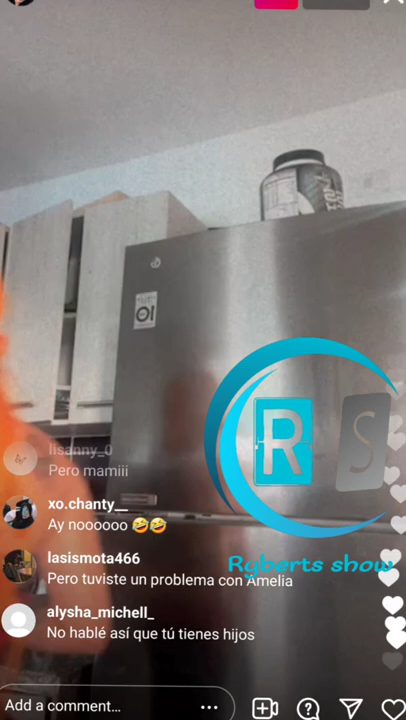 10
R S
lisanny_0
Pero mamiii
xo.chanty__
Ay noooooo 🤣🤣
Ryberts show
lasismota466
Pero tuviste un problema con Amelia
alysha_michell_
No hablé así que tú tienes hijos
Add a comment...